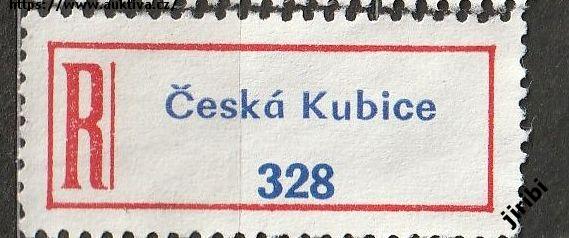 https://www.auktiva.cz/
R
Česká Kubice
328
jiribi